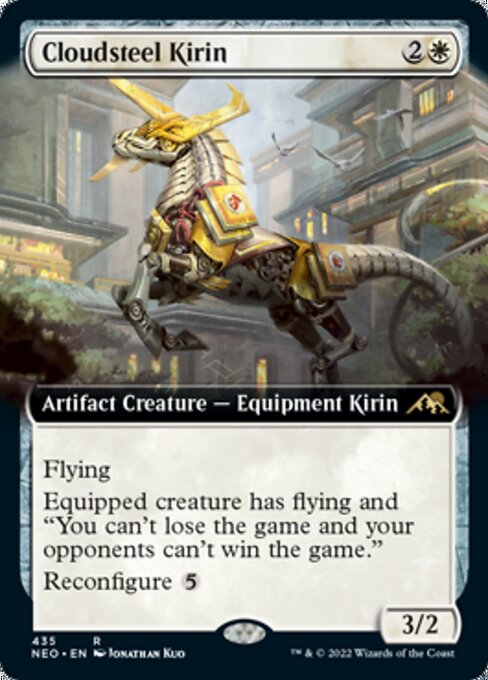 Cloudsteel Kirin 2
Artifact Creature — Equipment Kirin
Flying
Equipped creature has flying and
“You can’t lose the game and your
opponents can’t win the game.”
Reconfigure 5
3/2
435 R
NEO • EN Jonathan Kuo
™ & © 2022 Wizards of the Coast